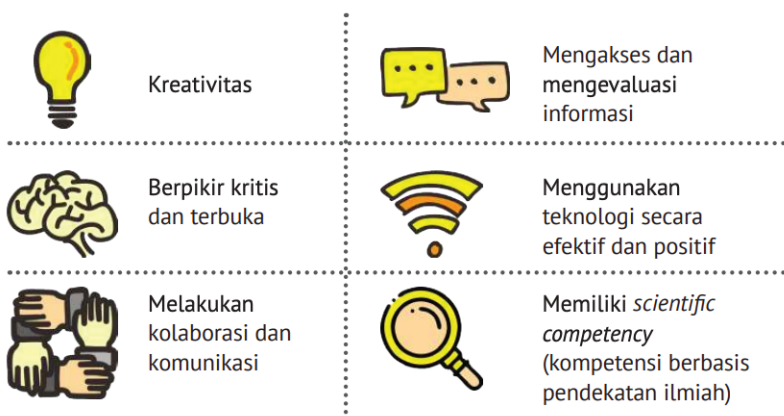 Kreativitas
Mengakses dan
mengevaluasi
informasi
Berpikir kritis
dan terbuka
Menggunakan
teknologi secara
efektif dan positif
Melakukan
kolaborasi dan
komunikasi
Memiliki scientific
competency
(kompetensi berbasis
pendekatan ilmiah)